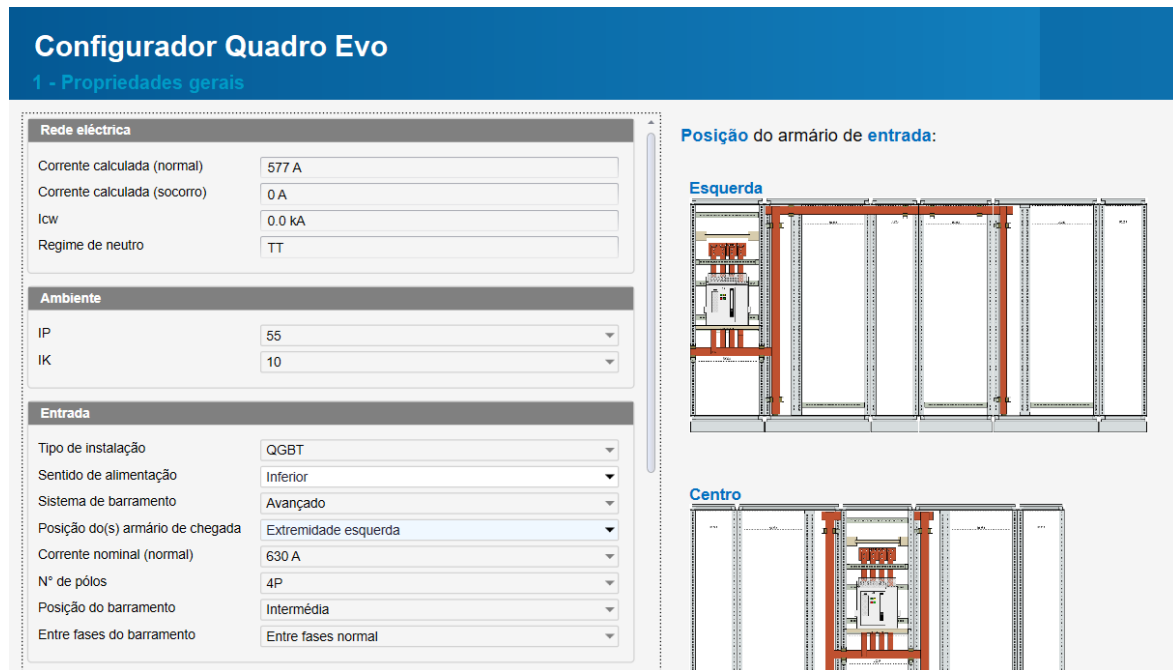 Configurador Quadro Evo
1 - Propriedades gerais
Rede eléctrica
Corrente calculada (normal) 577 A
Corrente calculada (socorro) 0 A
Icw 0.0 kA
Regime de neutro TT
Ambiente
IP 55
IK 10
Entrada
Tipo de instalação QGBT
Sentido de alimentação Inferior
Sistema de barramento Avançado
Posição do(s) armário de chegada Extremidade esquerda
Corrente nominal (normal) 630 A
N° de pólos 4P
Posição do barramento Intermédia
Entre fases do barramento Entre fases normal
Posição do armário de entrada:
Esquerda
Centro